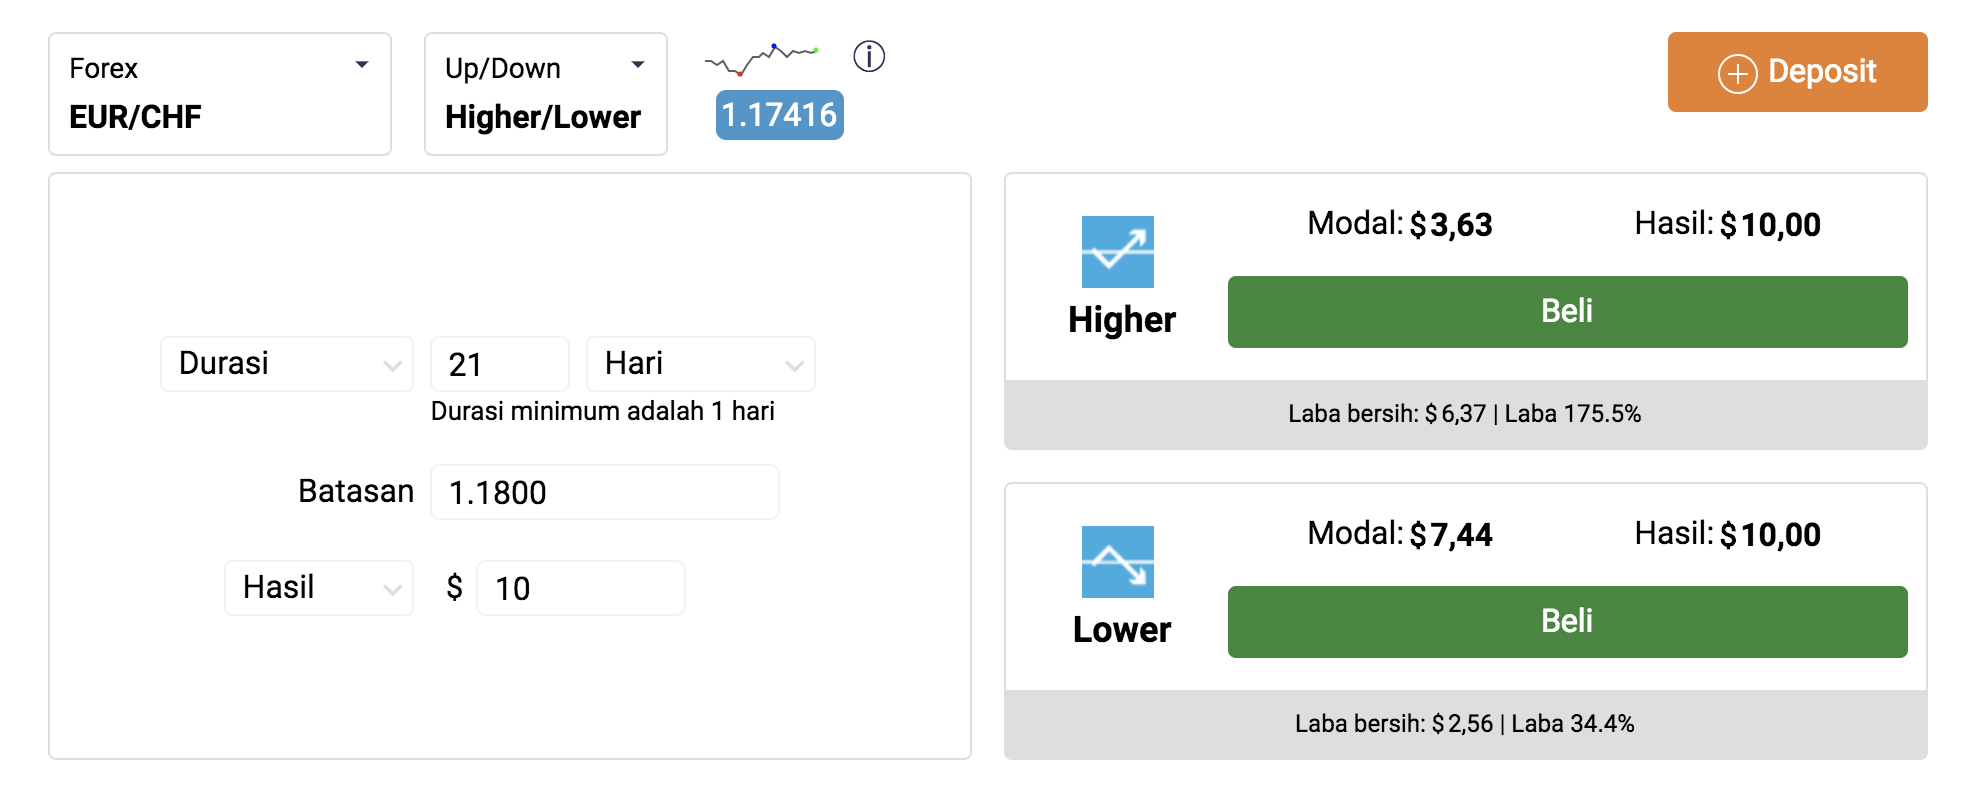 Forex
EUR/CHF
Up/Down
Higher/Lower
1.17416
Deposit
Durasi 21 Hari
Durasi minimum adalah 1 hari
Batasan 1.1800
Hasil $ 10
Modal: $3,63 Hasil: $10,00
Higher
Beli
Laba bersih: $6,37 | Laba 175.5%
Modal: $7,44 Hasil: $10,00
Lower
Beli
Laba bersih: $2,56 | Laba 34.4%